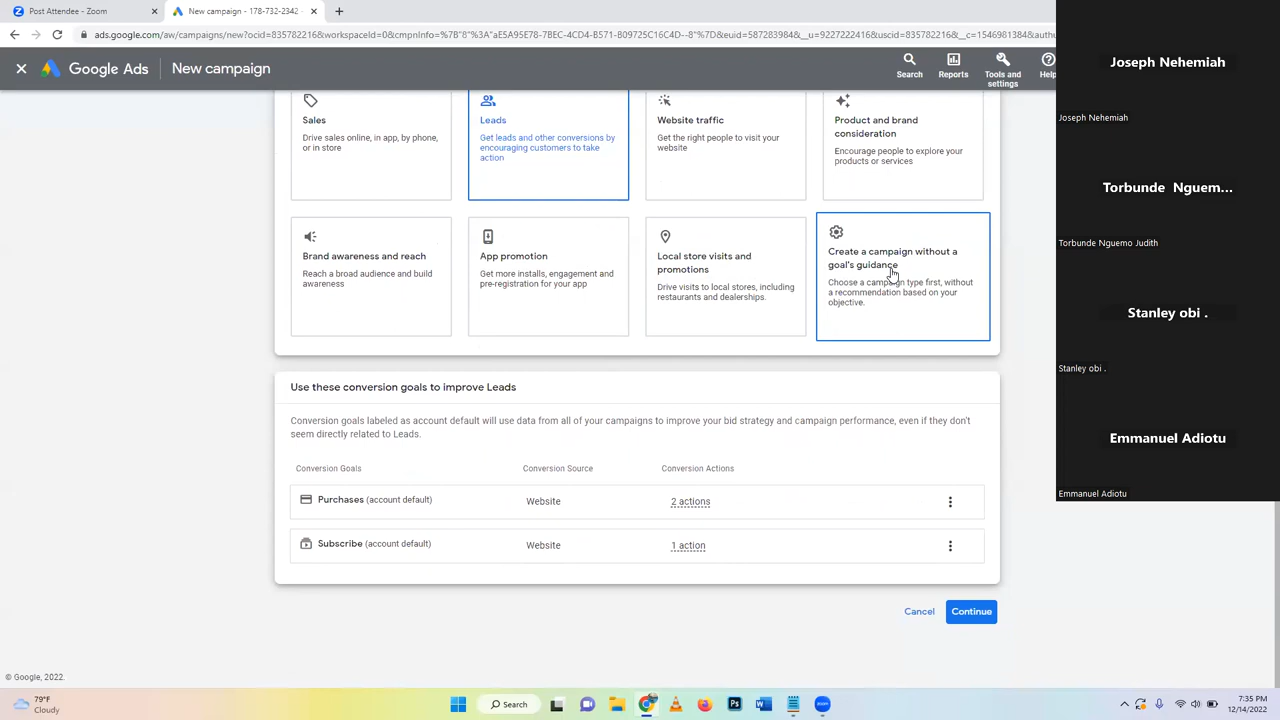 Post Attendee - Zoom
New campaign - 178-732-2342
ads.google.com/aw/campaigns/new?ocid=835782216&workspaceId=0&cmpnInfo=%7B"8"%3A"aE5A95E78-7BEC-4CD4-B571-809725C16C4D--8"%7D&euid=587283984&__u=9227222416&uscid=835782216&__c=1546981384&authu
Google Ads
New campaign
Search
Reports
Tools and
settings
Help
Sales
Drive sales online, in app, by phone,
or in store
Leads
Get leads and other conversions by
encouraging customers to take
action
Website traffic
Get the right people to visit your
website
Product and brand
consideration
Encourage people to explore your
products or services
Brand awareness and reach
Reach a broad audience and build
awareness
App promotion
Get more installs, engagement and
pre-registration for your app
Local store visits and
promotions
Drive visits to local stores, including
restaurants and dealerships.
Create a campaign without a
goal's guidance
Choose a campaign type first, without
a recommendation based on your
objective.
Use these conversion goals to improve Leads
Conversion goals labeled as account default will use data from all of your campaigns to improve your bid strategy and campaign performance, even if they don't
seem directly related to Leads.
Conversion Goals
Conversion Source
Conversion Actions
Purchases (account default)
Website
2 actions
Subscribe (account default)
Website
1 action
Cancel
Continue
© Google, 2022.
Joseph Nehemiah
Joseph Nehemiah
Torbunde Nguem...
Torbunde Nguemo Judith
Stanley obi .
Stanley obi .
Emmanuel Adiotu
Emmanuel Adiotu
79°F
Cloudy
Search
7:35 PM
12/14/2022